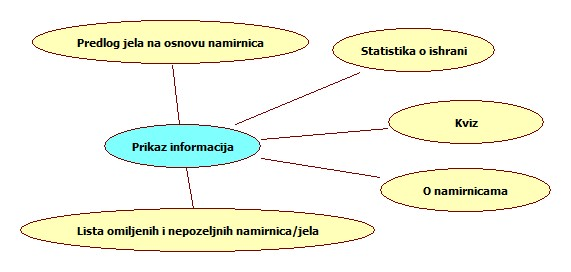 Predlog jela na osnovu namirnica
Statistika o ishrani
Kviz
Prikaz informacija
O namirnicama
Lista omiljenih i nepozeljnih namirnica/jela